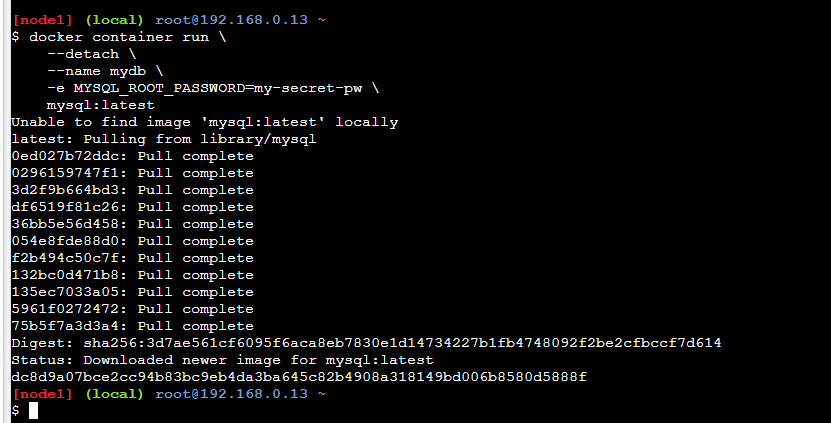 [node1] (local) root@192.168.0.13 ~
$ docker container run \
    --detach \
    --name mydb \
    -e MYSQL_ROOT_PASSWORD=my-secret-pw \
    mysql:latest
Unable to find image 'mysql:latest' locally
latest: Pulling from library/mysql
0ed027b72ddc: Pull complete
0296159747f1: Pull complete
3d2f9b664bd3: Pull complete
df6519f81c26: Pull complete
36bb5e56d458: Pull complete
054e8fde88d0: Pull complete
f2b494c50c7f: Pull complete
132bc0d471b8: Pull complete
135ec7033a05: Pull complete
5961f0272472: Pull complete
75b5f7a3d3a4: Pull complete
Digest: sha256:3d7ae561cf6095f6aca8eb7830e1d14734227b1fb4748092f2be2cfbccf7d614
Status: Downloaded newer image for mysql:latest
dc8d9a07bce2cc94b83bc9eb4da3ba645c82b4908a318149bd006b8580d5888f
[node1] (local) root@192.168.0.13 ~
$